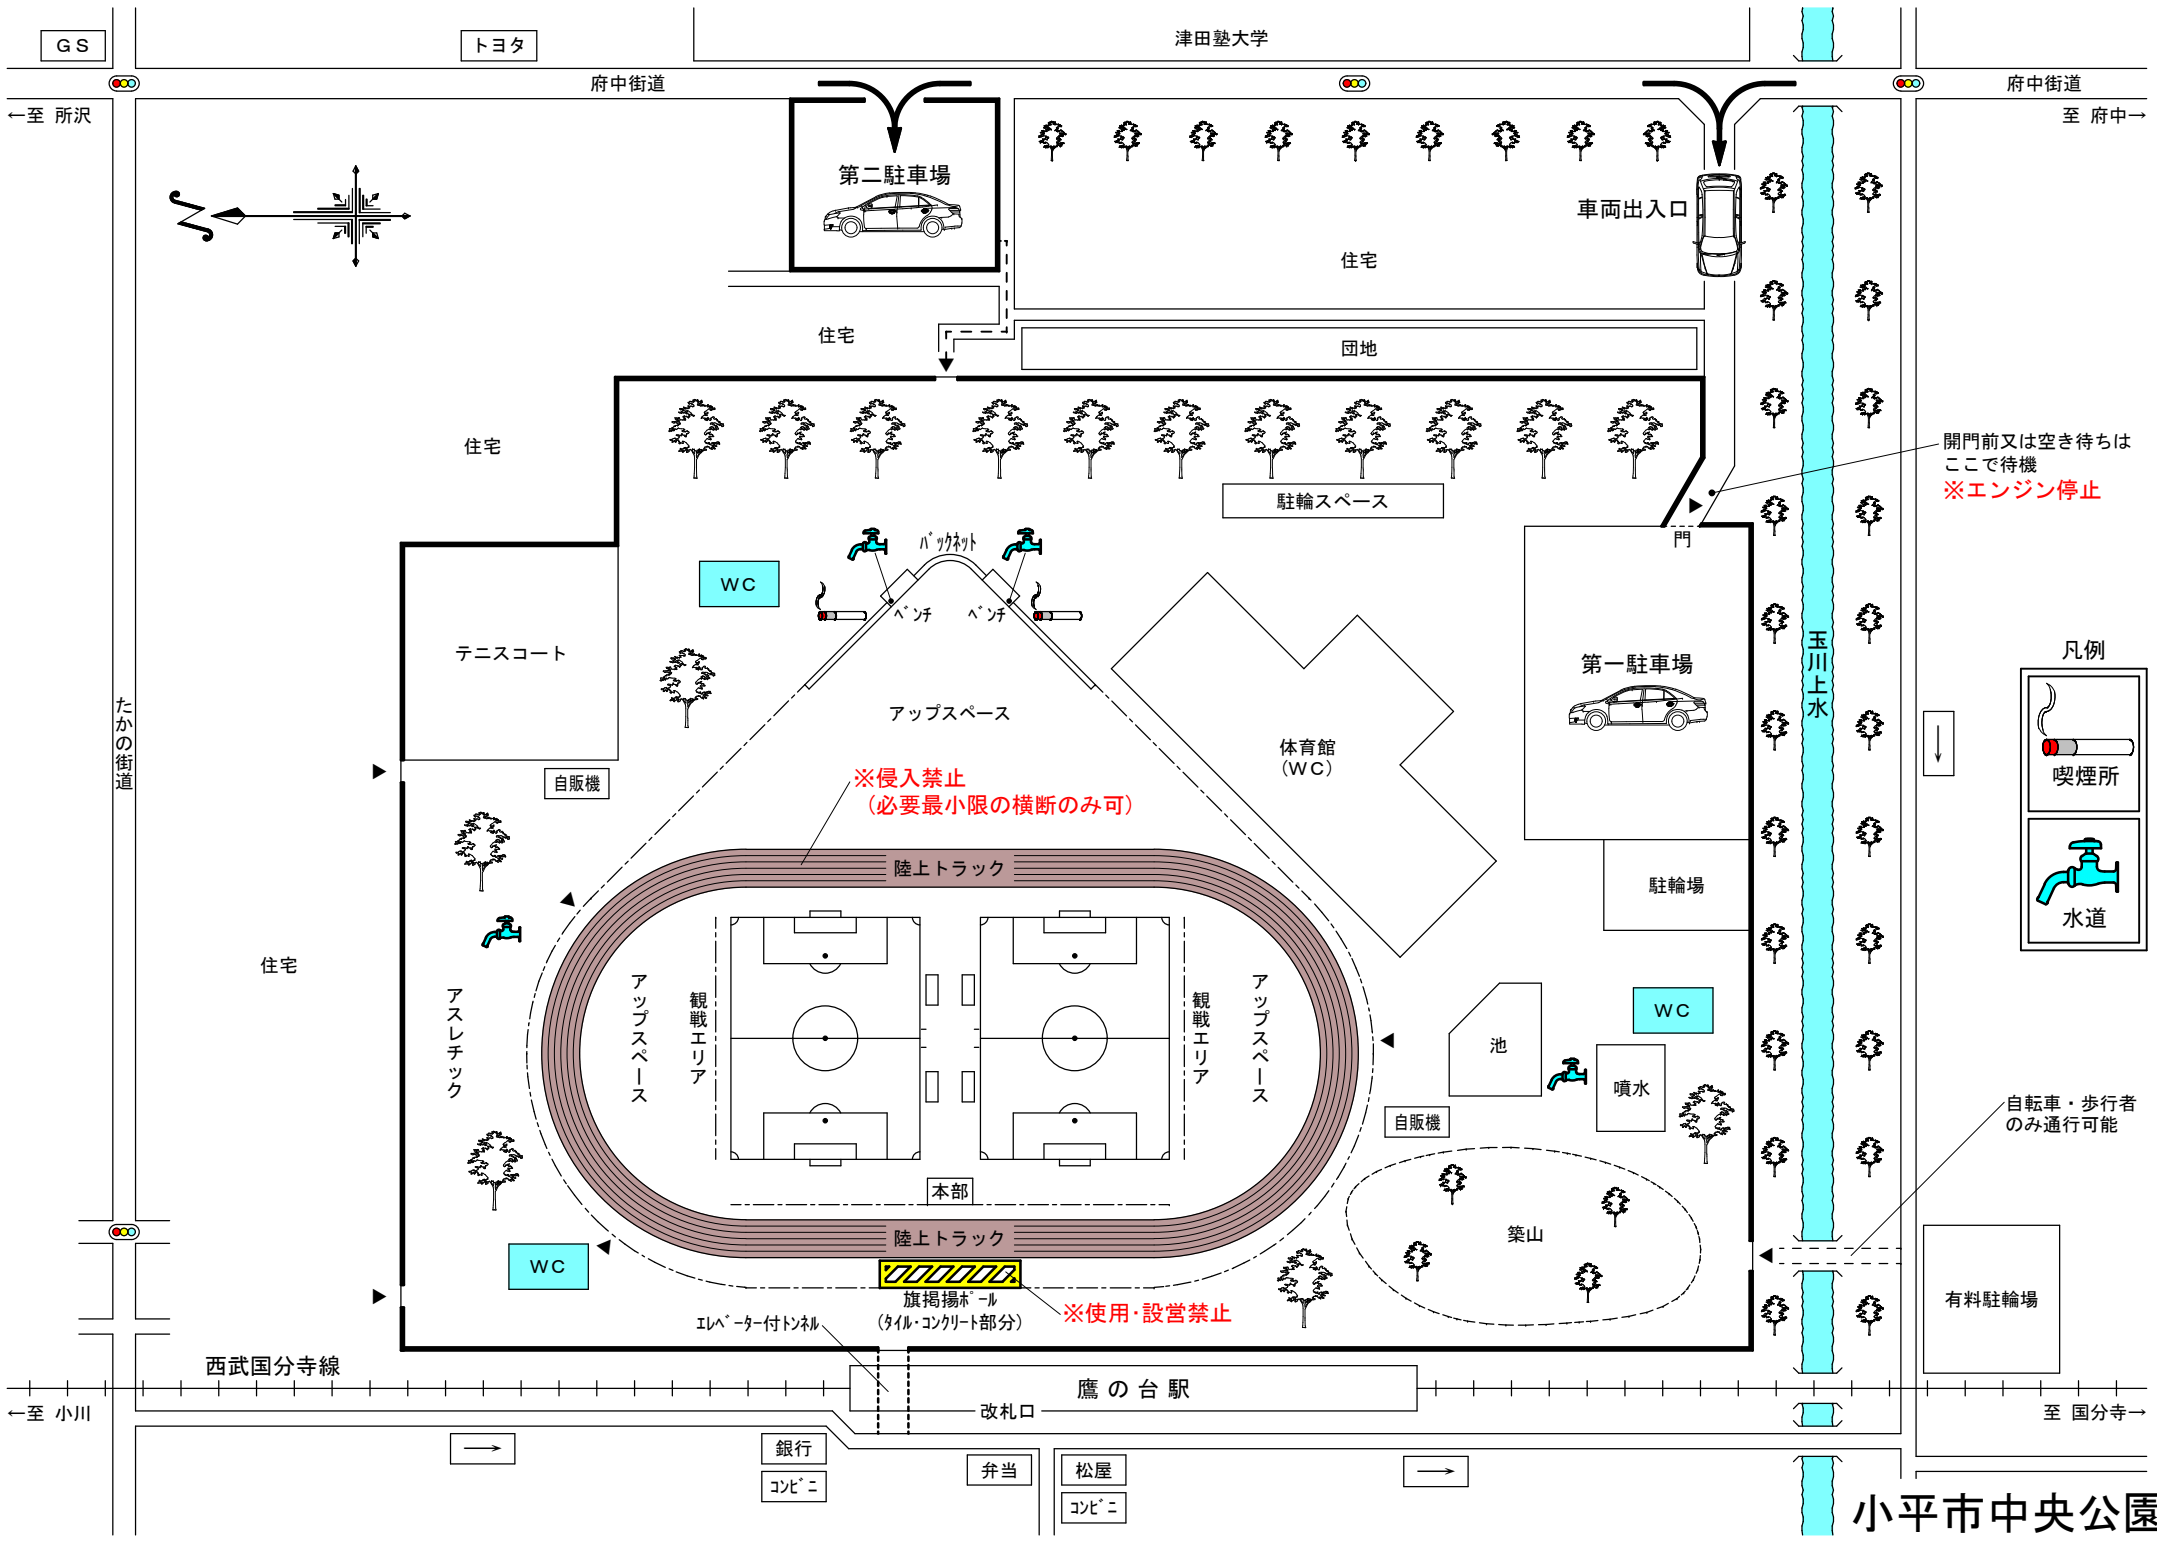 GS
トヨタ
津田塾大学
府中街道
府中街道
←至 所沢
至 府中→
第二駐車場
車両出入口
住宅
住宅
団地
住宅
開門前又は空き待ちは
ここで待機
※エンジン停止
駐輪スペース
門
バックネット
WC
ベンチ
ベンチ
テニスコート
アップスペース
第一駐車場
玉川上水
凡例
喫煙所
水道
たかの街道
体育館
(WC)
自販機
※侵入禁止
(必要最小限の横断のみ可)
陸上トラック
駐輪場
住宅
アスレチック
アップスペース
観戦エリア
観戦エリア
アップスペース
WC
池
噴水
自販機
自転車・歩行者
のみ通行可能
本部
陸上トラック
築山
WC
旗掲揚ポール
(タイル・コンクリート部分)
※使用・設営禁止
エレベーター付トンネル
有料駐輪場
西武国分寺線
鷹の台駅
改札口
←至 小川
至 国分寺→
→
↓
→
銀行
コンビニ
弁当
松屋
コンビニ
小平市中央公園